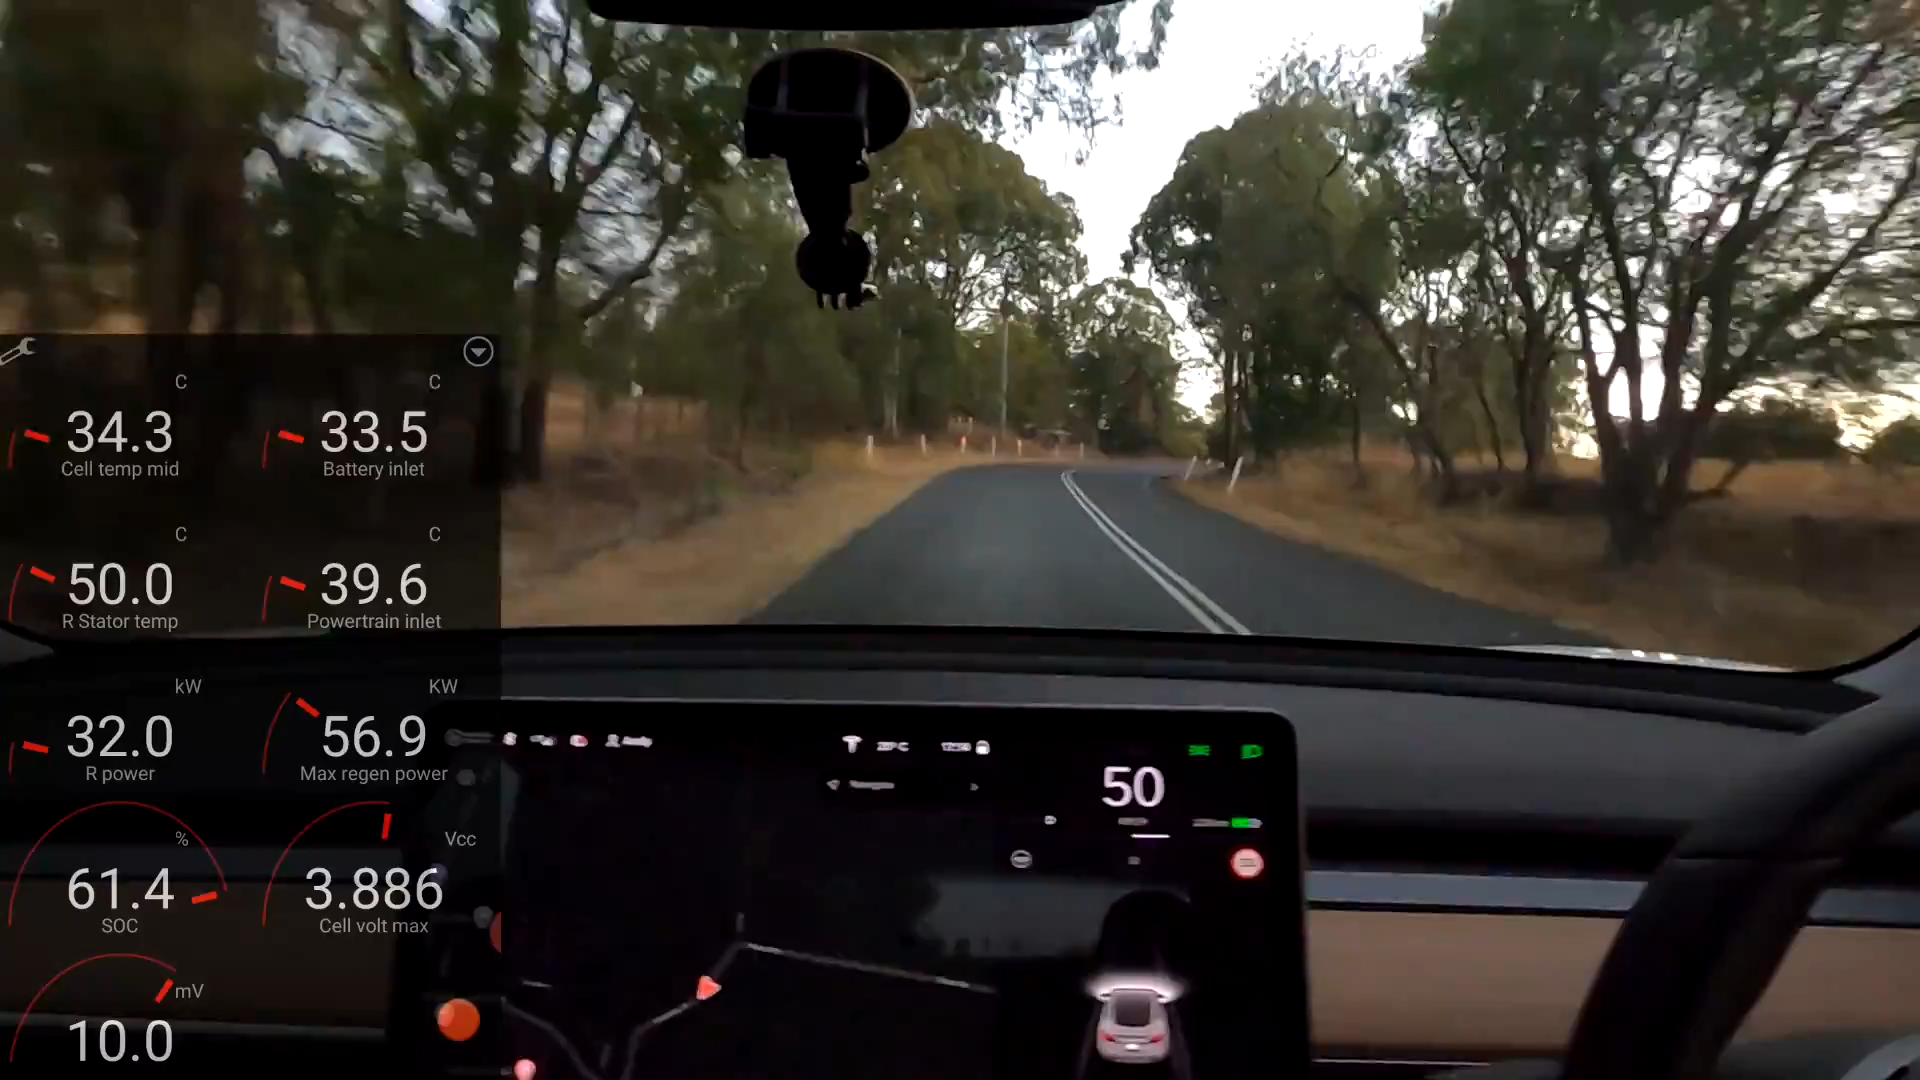 C
C
34.3
33.5
Cell temp mid
Battery inlet
C
C
50.0
39.6
R Stator temp
Powertrain inlet
kW
KW
32.0
56.9
R power
Max regen power
50
%
Vcc
61.4
3.886
SOC
Cell volt max
mV
10.0